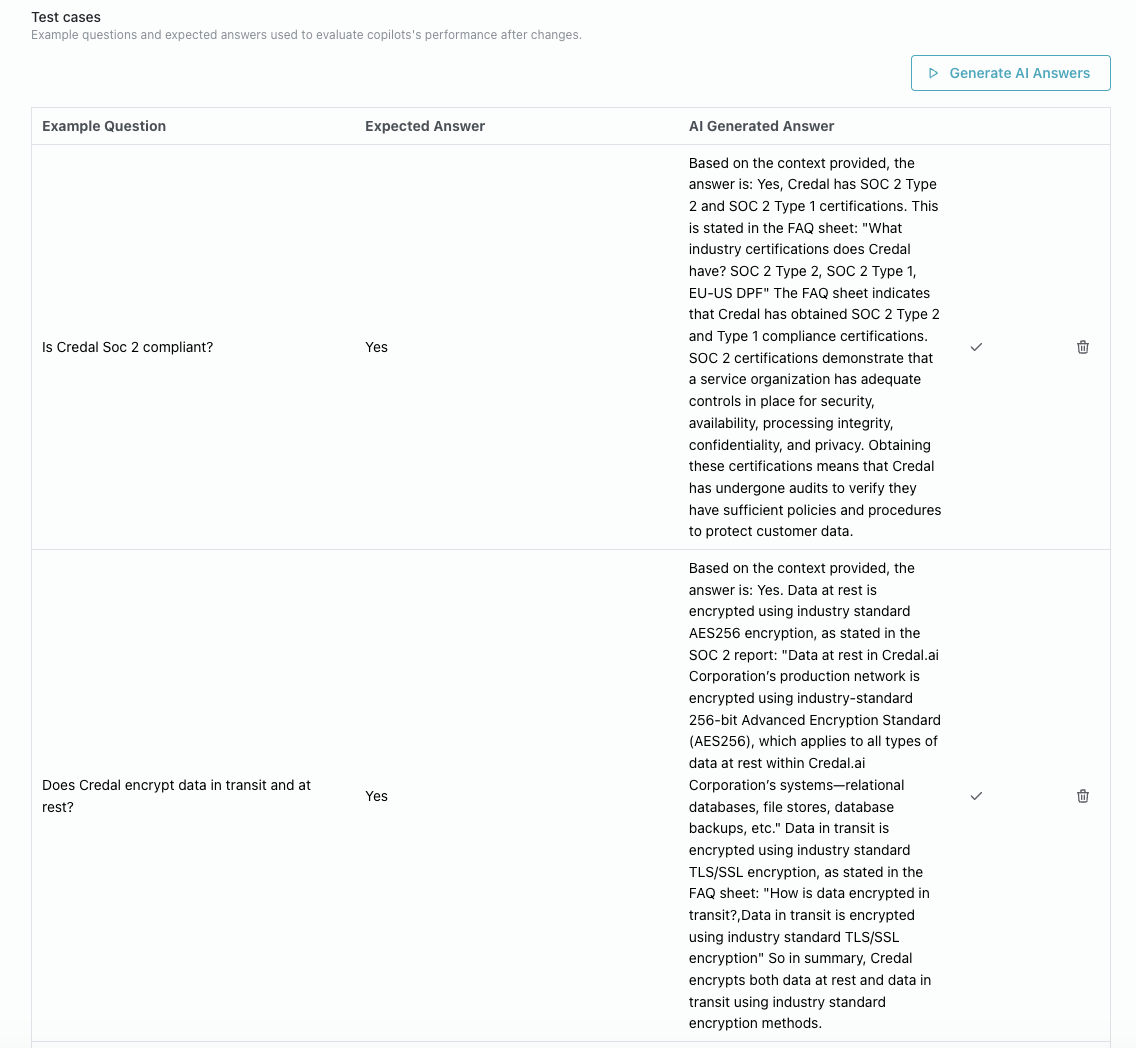 Test cases
Example questions and expected answers used to evaluate copilots's performance after changes.
Generate AI Answers
Example Question
Expected Answer
AI Generated Answer
Is Credal Soc 2 compliant?
Yes
Based on the context provided, the
answer is: Yes, Credal has SOC 2 Type
2 and SOC 2 Type 1 certifications. This
is stated in the FAQ sheet: "What
industry certifications does Credal
have? SOC 2 Type 2, SOC 2 Type 1,
EU-US DPF" The FAQ sheet indicates
that Credal has obtained SOC 2 Type 2
and Type 1 compliance certifications.
SOC 2 certifications demonstrate that
a service organization has adequate
controls in place for security,
availability, processing integrity,
confidentiality, and privacy. Obtaining
these certifications means that Credal
has undergone audits to verify they
have sufficient policies and procedures
to protect customer data.
Does Credal encrypt data in transit and at
rest?
Yes
Based on the context provided, the
answer is: Yes. Data at rest is
encrypted using industry standard
AES256 encryption, as stated in the
SOC 2 report: "Data at rest in Credal.ai
Corporation’s production network is
encrypted using industry-standard
256-bit Advanced Encryption Standard
(AES256), which applies to all types of
data at rest within Credal.ai
Corporation’s systems—relational
databases, file stores, database
backups, etc." Data in transit is
encrypted using industry standard
TLS/SSL encryption, as stated in the
FAQ sheet: "How is data encrypted in
transit?,Data in transit is encrypted
using industry standard TLS/SSL
encryption" So in summary, Credal
encrypts both data at rest and data in
transit using industry standard
encryption methods.